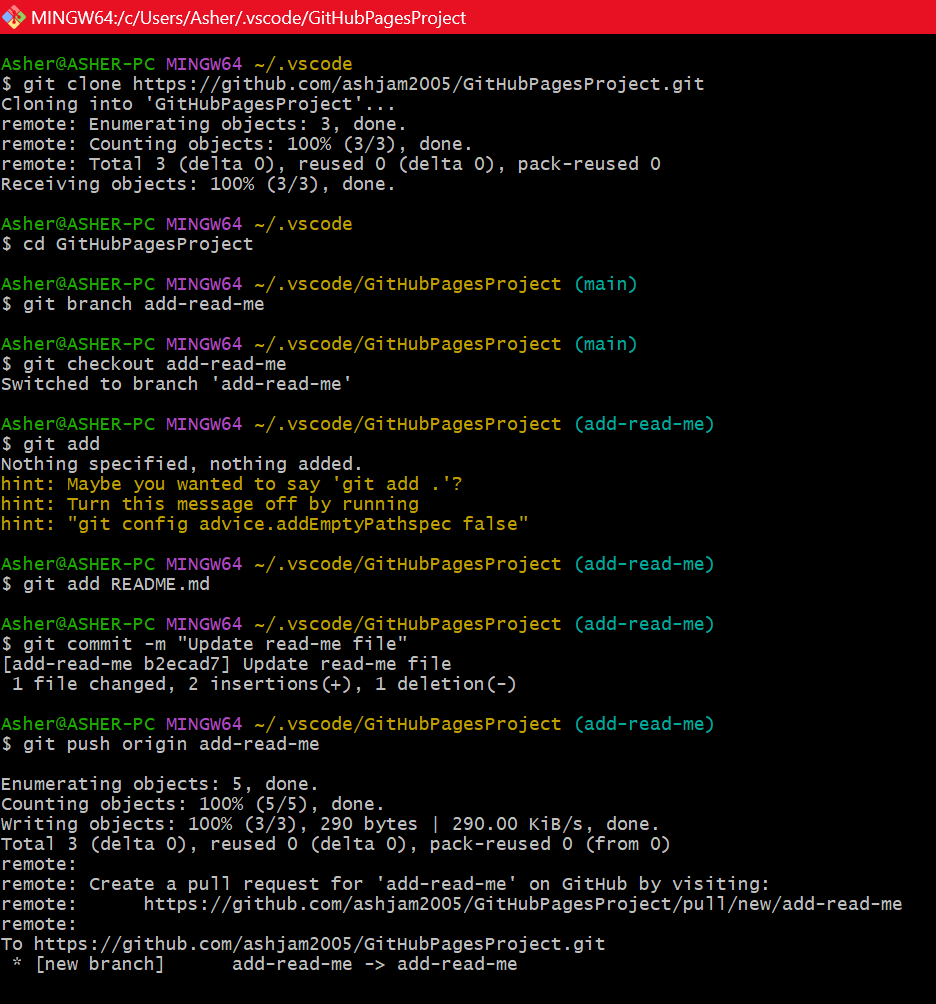 MINGW64:/c/Users/Asher/.vscode/GitHubPagesProject
Asher@ASHER-PC MINGW64 ~/.vscode
$ git clone https://github.com/ashjam2005/GitHubPagesProject.git
Cloning into 'GitHubPagesProject'...
remote: Enumerating objects: 3, done.
remote: Counting objects: 100% (3/3), done.
remote: Total 3 (delta 0), reused 0 (delta 0), pack-reused 0
Receiving objects: 100% (3/3), done.
Asher@ASHER-PC MINGW64 ~/.vscode
$ cd GitHubPagesProject
Asher@ASHER-PC MINGW64 ~/.vscode/GitHubPagesProject (main)
$ git branch add-read-me
Asher@ASHER-PC MINGW64 ~/.vscode/GitHubPagesProject (main)
$ git checkout add-read-me
Switched to branch 'add-read-me'
Asher@ASHER-PC MINGW64 ~/.vscode/GitHubPagesProject (add-read-me)
$ git add
Nothing specified, nothing added.
hint: Maybe you wanted to say 'git add .'?
hint: Turn this message off by running
hint: "git config advice.addEmptyPathspec false"
Asher@ASHER-PC MINGW64 ~/.vscode/GitHubPagesProject (add-read-me)
$ git add README.md
Asher@ASHER-PC MINGW64 ~/.vscode/GitHubPagesProject (add-read-me)
$ git commit -m "Update read-me file"
[add-read-me b2ecad7] Update read-me file
 1 file changed, 2 insertions(+), 1 deletion(-)
Asher@ASHER-PC MINGW64 ~/.vscode/GitHubPagesProject (add-read-me)
$ git push origin add-read-me
Enumerating objects: 5, done.
Counting objects: 100% (5/5), done.
Writing objects: 100% (3/3), 290 bytes | 290.00 KiB/s, done.
Total 3 (delta 0), reused 0 (delta 0), pack-reused 0 (from 0)
remote:
remote: Create a pull request for 'add-read-me' on GitHub by visiting:
remote:      https://github.com/ashjam2005/GitHubPagesProject/pull/new/add-read-me
remote:
To https://github.com/ashjam2005/GitHubPagesProject.git
 * [new branch]      add-read-me -> add-read-me